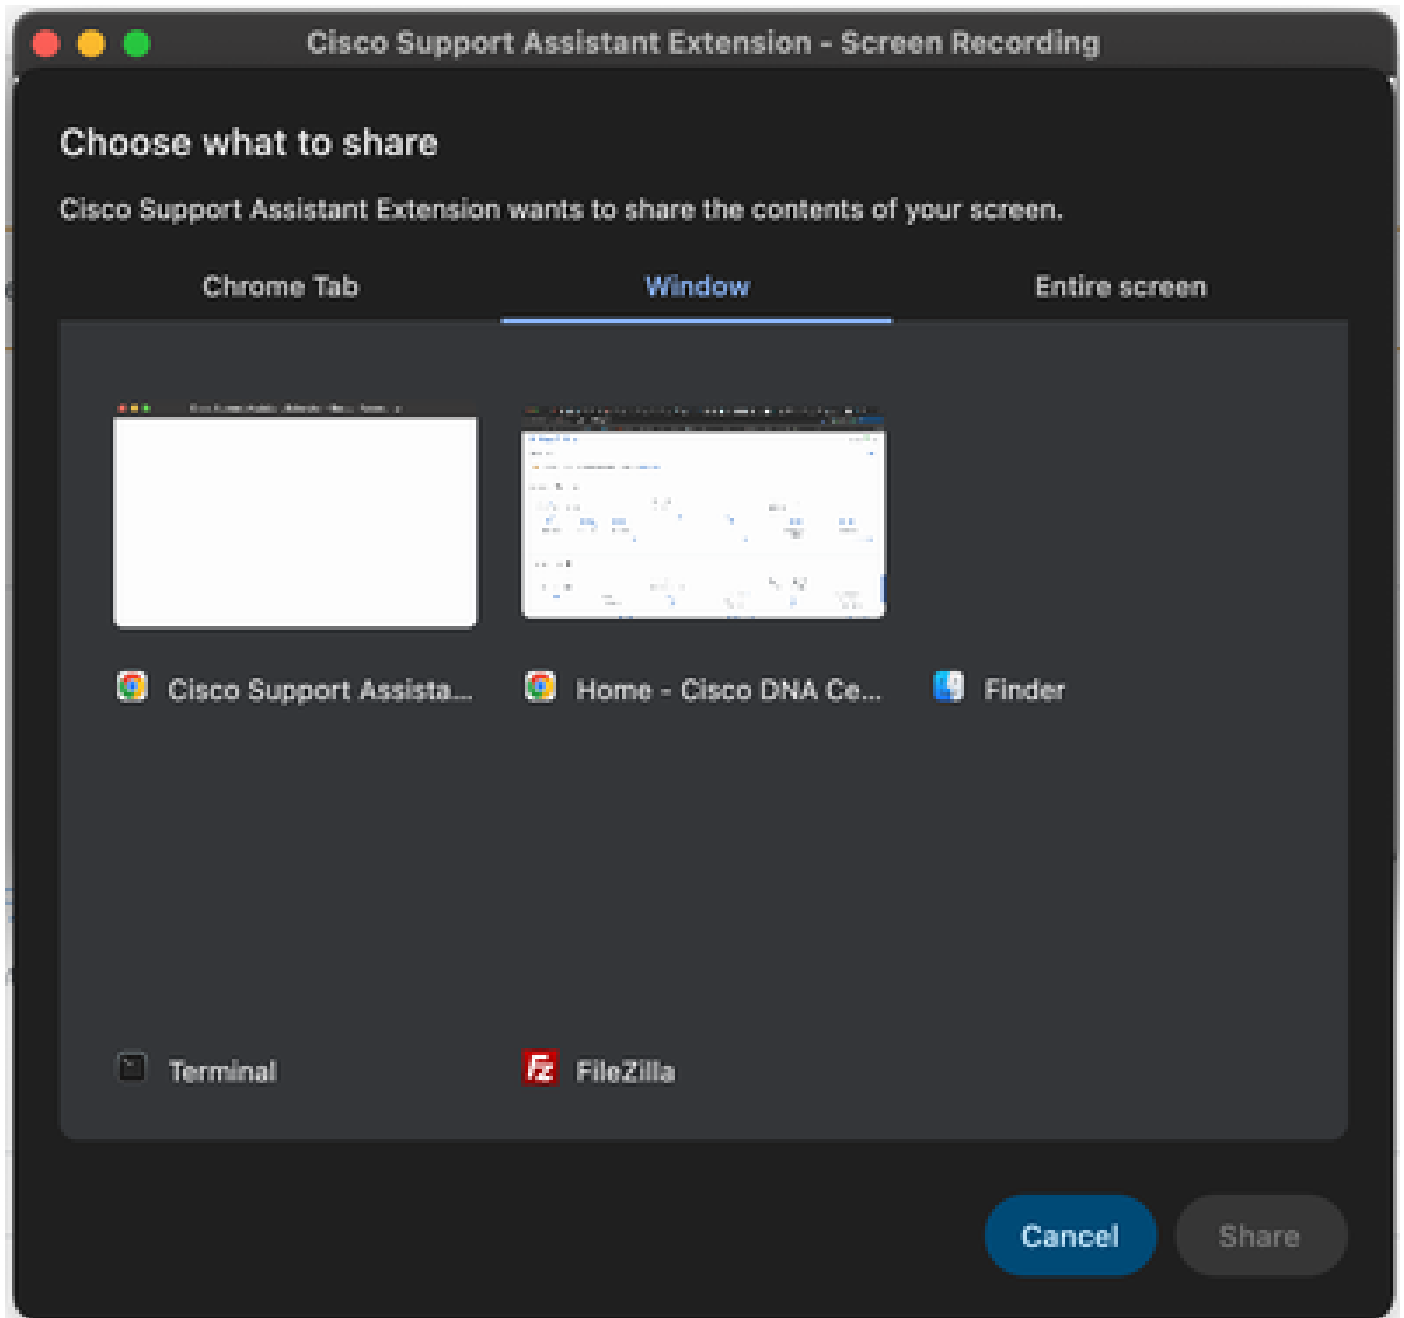 Cisco Support Assistant Extension - Screen Recording
Choose what to share
Cisco Support Assistant Extension wants to share the contents of your screen.
Chrome Tab
Window
Entire screen
Cisco Support Assista...
Home - Cisco DNA Ce...
Finder
Terminal
FileZilla
Cancel
Share